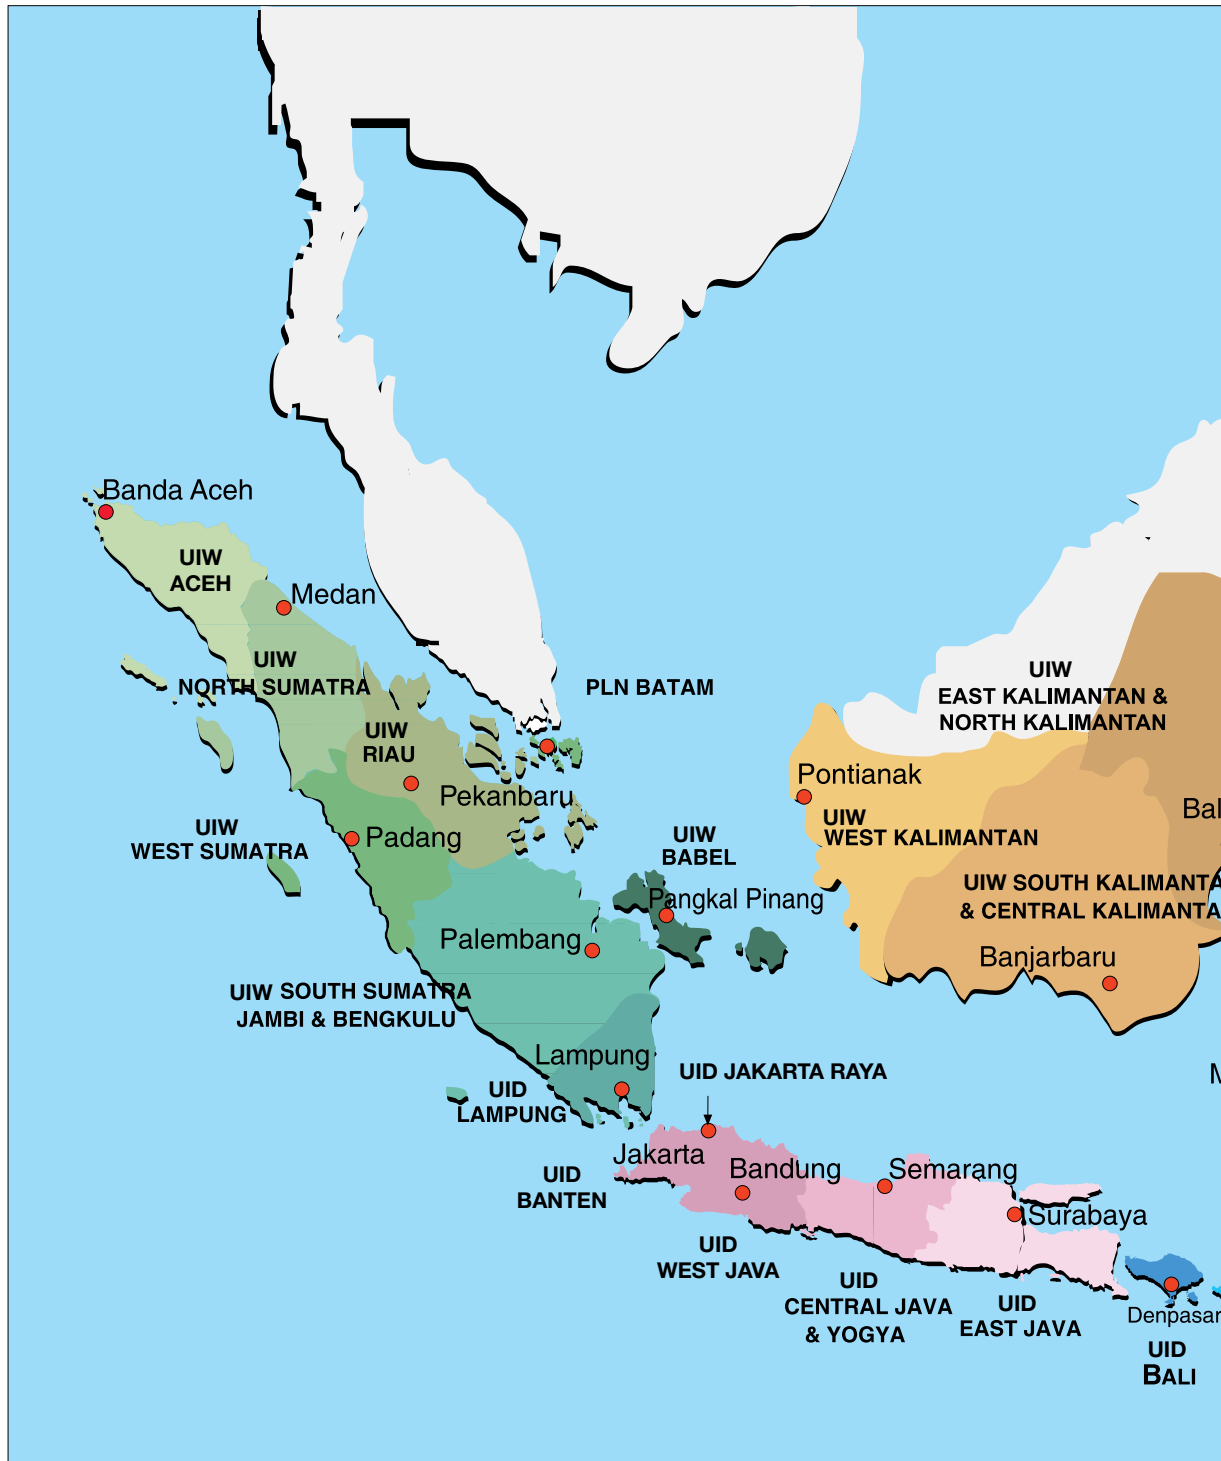 Banda Aceh
UIW
ACEH
Medan
UIW
NORTH SUMATRA
PLN BATAM
UIW
EAST KALIMANTAN &
NORTH KALIMANTAN
UIW
RIAU
Pekanbaru
Pontianak
UIW
WEST KALIMANTAN
UIW
WEST SUMATRA
Padang
UIW
BABEL
Pangkal Pinang
Bal
UIW SOUTH KALIMANTA
& CENTRAL KALIMANTA
Palembang
Banjarbaru
UIW SOUTH SUMATRA
JAMBI & BENGKULU
Lampung
UID JAKARTA RAYA
M
UID
LAMPUNG
Jakarta
Bandung
Semarang
UID
BANTEN
Surabaya
UID
WEST JAVA
UID
CENTRAL JAVA
& YOGYA
UID
EAST JAVA
Denpasar
UID
BALI